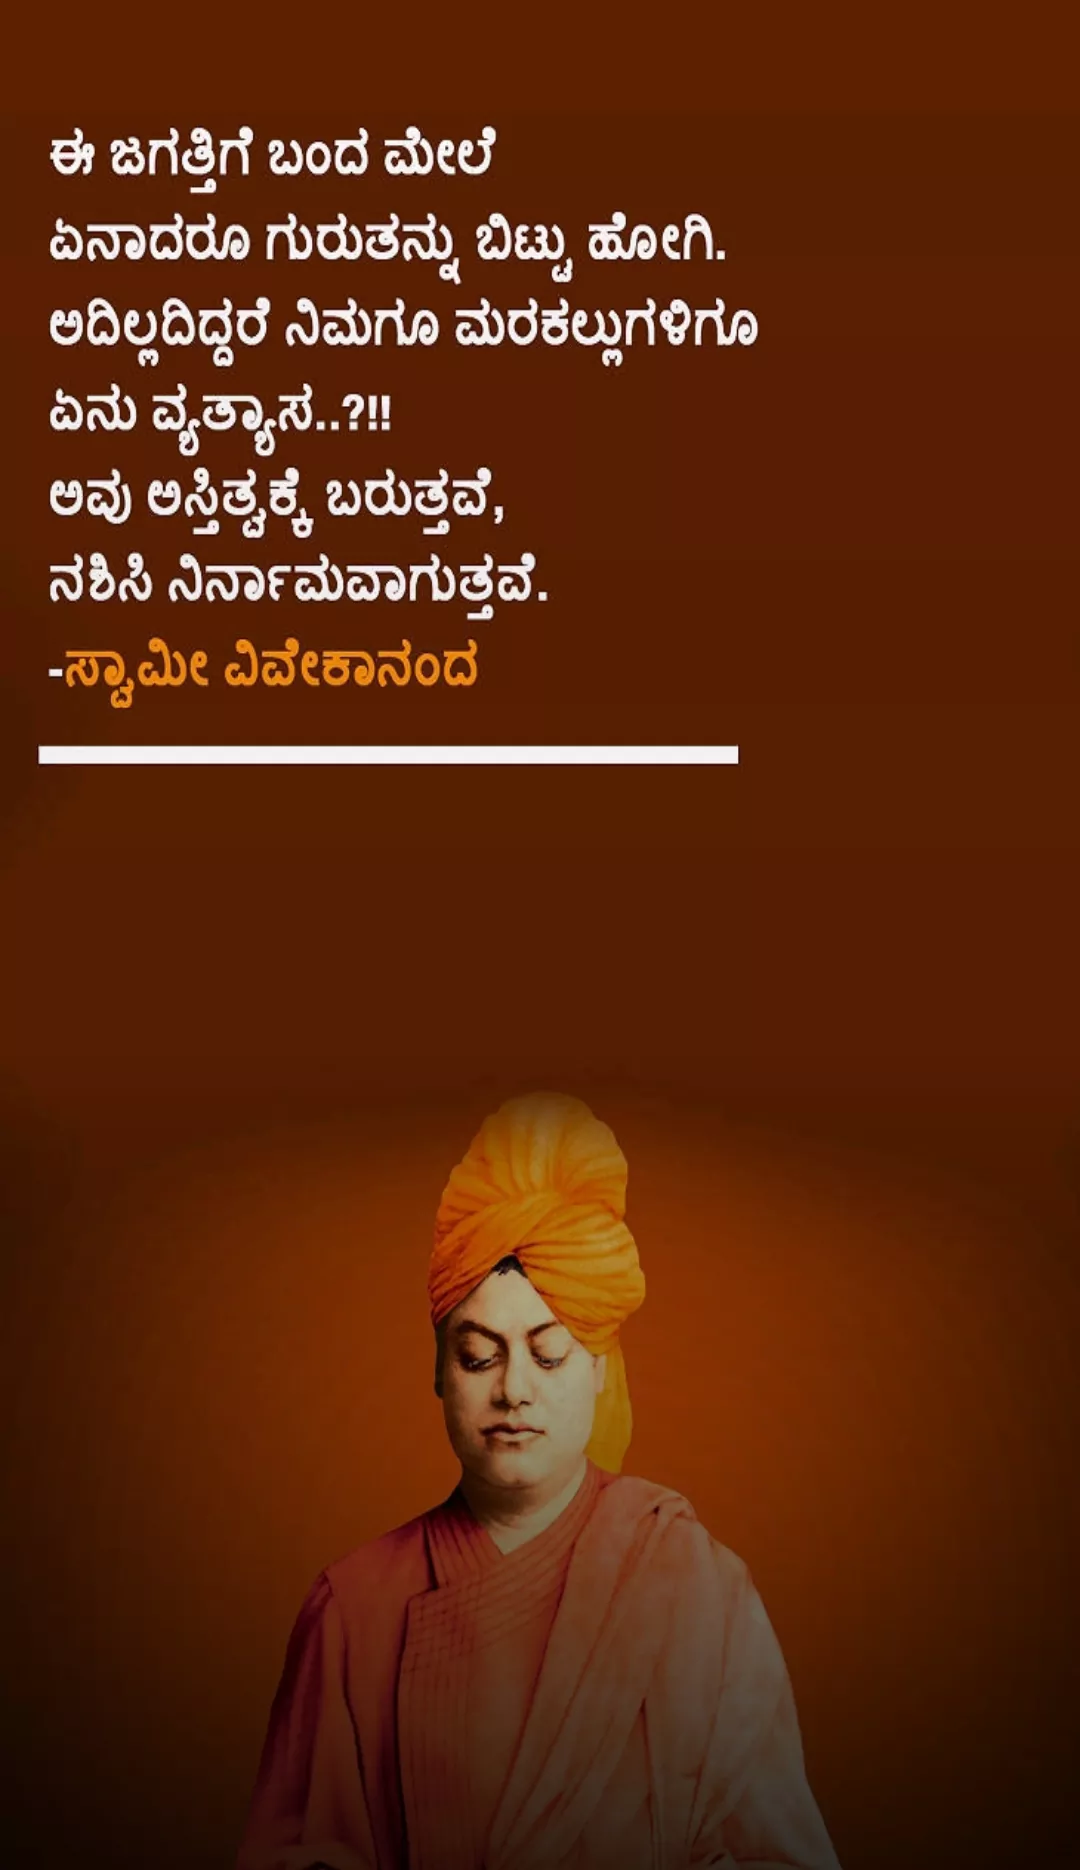 ಈ ಜಗತ್ತಿಗೆ ಬಂದ ಮೇಲೆ
ಏನಾದರೂ ಗುರುತನ್ನು ಬಿಟ್ಟು ಹೋಗಿ.
ಅದಿಲ್ಲದಿದ್ದರೆ ನಿಮಗೂ ಮರಕಲ್ಲುಗಳಿಗೂ
ಏನು ವ್ಯತ್ಯಾಸ..?!!
ಅವು ಅಸ್ತಿತ್ವಕ್ಕೆ ಬರುತ್ತವೆ,
ನಶಿಸಿ ನಿರ್ನಾಮವಾಗುತ್ತವೆ.
-ಸ್ವಾಮೀ ವಿವೇಕಾನಂದ